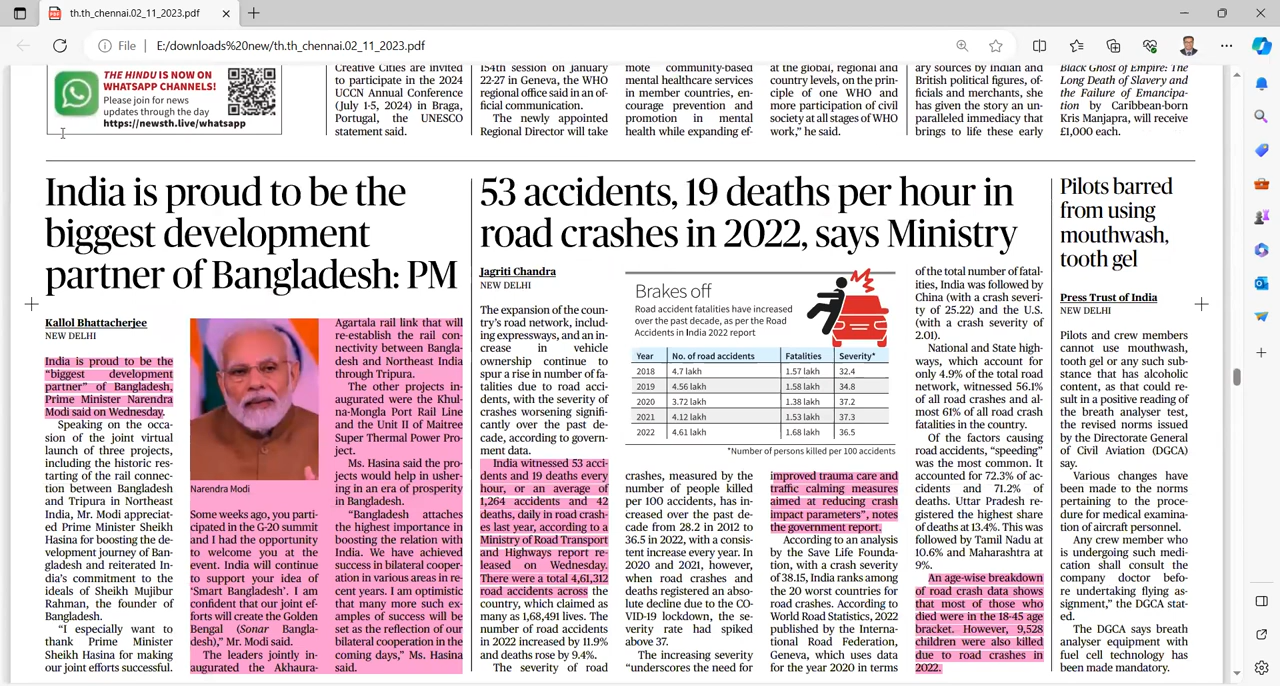 th.th_chennai.02_11_2023.pdf
File
E:/downloads%20new/th.th_chennai.02_11_2023.pdf
THE HINDU IS NOW ON
WHATSAPP CHANNELS!
Please join for news
updates through the day
https://newsth.live/whatsapp
Creative Cities are invited
to participate in the 2024
UCCN Annual Conference
(July 1-5, 2024) in Braga,
Portugal, the UNESCO
statement said.
154th session on January
22-27 in Geneva, the WHO
regional office said in an of-
ficial communication.
The newly appointed
Regional Director will take
mote community-based
mental healthcare services
in member countries, en-
courage prevention and
promotion in mental
health while expanding ef-
at the global, regional and
country levels, on the prin-
ciple of one WHO and
more participation of civil
society at all stages of WHO
work,” he said.
ary sources by Indian and
British political figures, of-
ficials and merchants, she
has given the story an un-
paralleled immediacy that
brings to life these early
Black Ghost of Empire: The
Long Death of Slavery and
the Failure of Emancipa-
tion by Caribbean-born
Kris Manjapra, will receive
£1,000 each.
India is proud to be the
biggest development
partner of Bangladesh: PM
Kallol Bhattacherjee
NEW DELHI
India is proud to be the
“biggest development
partner” of Bangladesh,
Prime Minister Narendra
Modi said on Wednesday.
Speaking on the occa-
sion of the joint virtual
launch of three projects,
including the historic res-
tarting of the rail con-
nection between Bangladesh
and Tripura in Northeast
India, Mr. Modi appreciat-
ed Prime Minister Sheikh
Hasina for boosting the de-
velopment journey of Ban-
gladesh and reiterated In-
dia’s commitment to the
ideals of Sheikh Mujibur
Rahman, the founder of
Bangladesh.
“I especially want to
thank Prime Minister
Sheikh Hasina for making
our joint efforts successful.
Narendra Modi
Some weeks ago, you parti-
cipated in the G-20 summit
and I had the opportunity
to welcome you at the
event. India will continue
to support your idea of
‘Smart Bangladesh’. I am
confident that our joint ef-
forts will create the Golden
Bengal (Sonar Bangla-
desh),” Mr. Modi said.
The leaders jointly in-
augurated the Akhaura-
Agartala rail link that will
re-establish the rail con-
nectivity between Bangla-
desh and Northeast India
through Tripura.
The other projects in-
augurated were the Khul-
na-Mongla Port Rail Line
and the Unit II of Maitree
Super Thermal Power Pro-
ject.
Ms. Hasina said the pro-
jects would help in usher-
ing in an era of prosperity
in Bangladesh.
“Bangladesh attaches
the highest importance in
boosting the relation with
India. We have achieved
success in bilateral cooper-
ation in various areas in re-
cent years. I am optimistic
that many more such ex-
amples of success will be
set as the reflection of our
bilateral cooperation in the
coming days,” Ms. Hasina
said.
53 accidents, 19 deaths per hour in
road crashes in 2022, says Ministry
Jagriti Chandra
NEW DELHI
The expansion of the coun-
try’s road network, includ-
ing expressways, and an in-
crease in vehicle
ownership continue to
spur a rise in number of fa-
talities due to road acci-
dents, with the severity of
crashes worsening signifi-
cantly over the past de-
cade, according to govern-
ment data.
India witnessed 53 acci-
dents and 19 deaths every
hour, or an average of
1,264 accidents and 42
deaths, daily in road crash-
es last year, according to a
Ministry of Road Transport
and Highways report re-
leased on Wednesday.
There were a total 4,61,312
road accidents across the
country, which claimed as
many as 1,68,491 lives. The
number of road accidents
in 2022 increased by 11.9%
and deaths rose by 9.4%.
The severity of road
Brakes off
Road accident fatalities have increased
over the past decade, as per the Road
Accidents in India 2022 report
Year No. of road accidents Fatalities Severity*
2018 4.7 lakh 1.57 lakh 32.4
2019 4.56 lakh 1.58 lakh 34.8
2020 3.72 lakh 1.38 lakh 37.2
2021 4.12 lakh 1.53 lakh 37.3
2022 4.61 lakh 1.68 lakh 36.5
*Number of persons killed per 100 accidents
crashes, measured by the
number of people killed
per 100 accidents, has in-
creased over the past de-
cade from 28.2 in 2012 to
36.5 in 2022, with a consis-
tent increase every year. In
2020 and 2021, however,
when road crashes and
deaths registered an abso-
lute decline due to the CO-
VID-19 lockdown, the se-
verity rate had spiked
above 37.
The increasing severity
“underscores the need for
improved trauma care and
traffic calming measures
aimed at reducing crash
impact parameters”, notes
the government report.
According to an analysis
by the Save Life Founda-
tion, with a crash severity
of 38.15, India ranks among
the 20 worst countries for
road crashes. According to
World Road Statistics, 2022
published by the Interna-
tional Road Federation,
Geneva, which uses data
for the year 2020 in terms
of the total number of fatal-
ities, India was followed by
China (with a crash severi-
ty of 25.22) and the U.S.
(with a crash severity of
2.01).
National and State high-
ways, which account for
only 4.9% of the total road
network, witnessed 56.1%
of all road crashes and al-
most 61% of all road crash
fatalities in the country.
Of the factors causing
road accidents, “speeding”
was the most common. It
accounted for 72.3% of ac-
cidents and 71.2% of
deaths. Uttar Pradesh re-
gistered the highest share
of deaths at 13.4%. This was
followed by Tamil Nadu at
10.6% and Maharashtra at
9%.
An age-wise breakdown
of road crash data shows
that most of those who
died were in the 18-45 age
bracket. However, 9,528
children were also killed
due to road crashes in
2022.
Pilots barred
from using
mouthwash,
tooth gel
Press Trust of India
NEW DELHI
Pilots and crew members
cannot use mouthwash,
tooth gel or any such sub-
stance that has alcoholic
content, as that could re-
sult in a positive reading of
the breath analyser test,
the revised norms issued
by the Directorate General
of Civil Aviation (DGCA)
say.
Various changes have
been made to the norms
pertaining to the proce-
dure for medical examina-
tion of aircraft personnel.
Any crew member who
is undergoing such medi-
cation shall consult the
company doctor befo-
re undertaking flying as-
signment,” the DGCA stat-
ed.
The DGCA says breath
analyser equipment with
fuel cell technology has
been made mandatory.